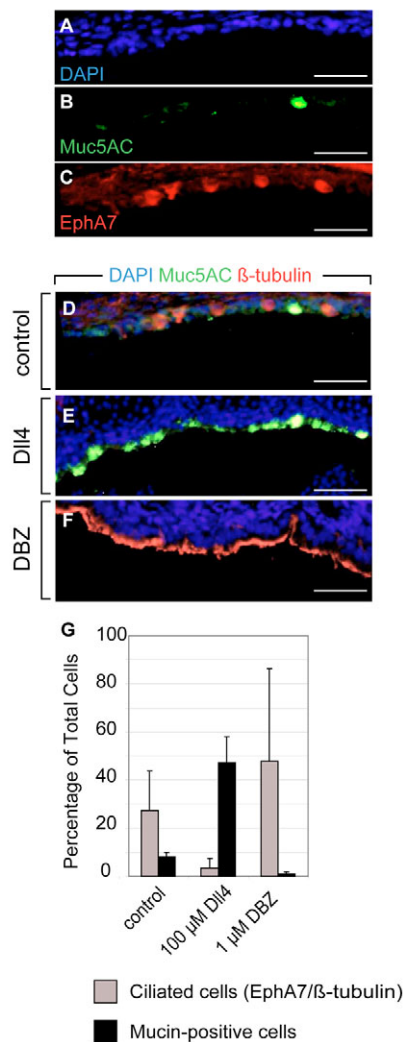 A
DAPI
B
Muc5AC
C
EphA7
DAPI Muc5AC ß-tubulin
control
D
Dll4
E
DBZ
F
G
Percentage of Total Cells
100
80
60
40
20
0
control
100 µM Dll4
1 µM DBZ
Ciliated cells (EphA7/ß-tubulin)
Mucin-positive cells